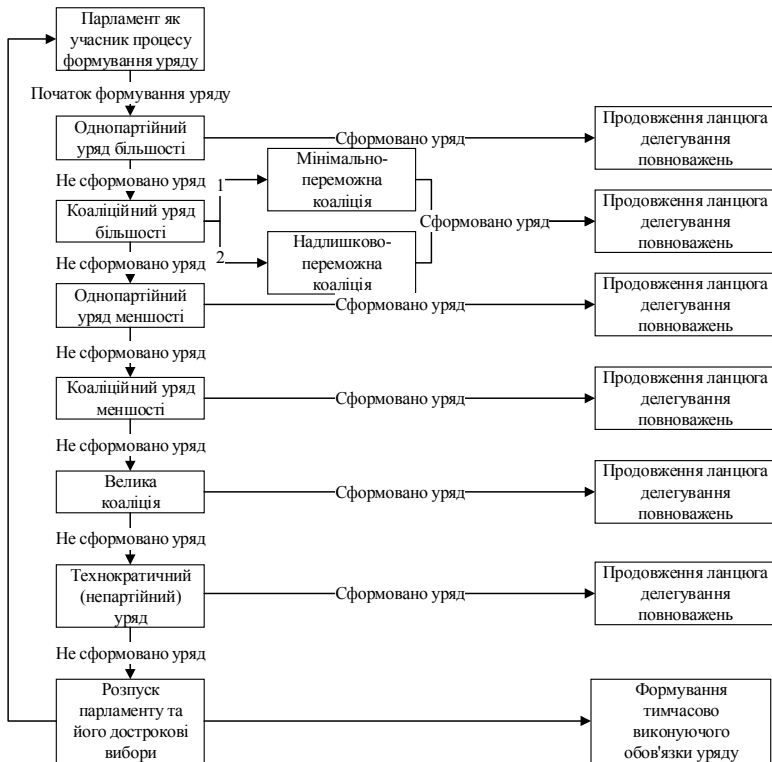 Парламент як
учасник процесу
формування уряду
Початок формування уряду
Однопартійний
уряд більшості
Сформовано уряд
Продовження ланцюга
делегування
повноважень
Не сформовано уряд
1
Мінімально-
переможна
коаліція
Коаліційний уряд
більшості
Сформовано уряд
Продовження ланцюга
делегування
повноважень
2
Надлишково-
переможна
коаліція
Не сформовано уряд
Однопартійний
уряд меншості
Сформовано уряд
Продовження ланцюга
делегування
повноважень
Не сформовано уряд
Коаліційний уряд
меншості
Сформовано уряд
Продовження ланцюга
делегування
повноважень
Не сформовано уряд
Велика
коаліція
Сформовано уряд
Продовження ланцюга
делегування
повноважень
Не сформовано уряд
Технократичний
(непартійний)
уряд
Сформовано уряд
Продовження ланцюга
делегування
повноважень
Не сформовано уряд
Розпуск
парламенту та
його дострокові
вибори
Формування
тимчасово
виконуючого
обов'язки уряду